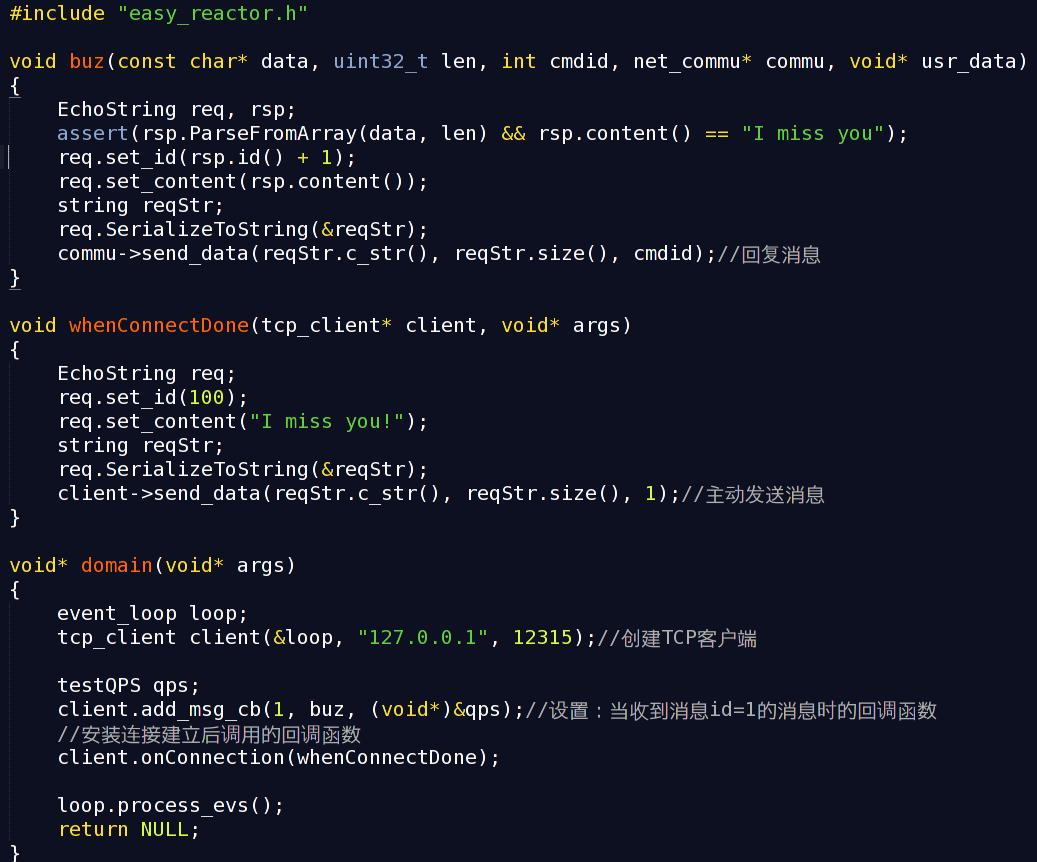 #include "easy_reactor.h"
void buz(const char* data, uint32_t len, int cmdid, net_commu* commu, void* usr_data)
{
    EchoString req, rsp;
    assert(rsp.ParseFromArray(data, len) && rsp.content() == "I miss you");
    req.set_id(rsp.id() + 1);
    req.set_content(rsp.content());
    string reqStr;
    req.SerializeToString(&reqStr);
    commu->send_data(reqStr.c_str(), reqStr.size(), cmdid);//回复消息
}
void whenConnectDone(tcp_client* client, void* args)
{
    EchoString req;
    req.set_id(100);
    req.set_content("I miss you!");
    string reqStr;
    req.SerializeToString(&reqStr);
    client->send_data(reqStr.c_str(), reqStr.size(), 1);//主动发送消息
}
void* domain(void* args)
{
    event_loop loop;
    tcp_client client(&loop, "127.0.0.1", 12315);//创建TCP客户端
    testQPS qps;
    client.add_msg_cb(1, buz, (void*)&qps);//设置：当收到消息id=1的消息时的回调函数
    //安装连接建立后调用的回调函数
    client.onConnection(whenConnectDone);
    loop.process_evs();
    return NULL;
}